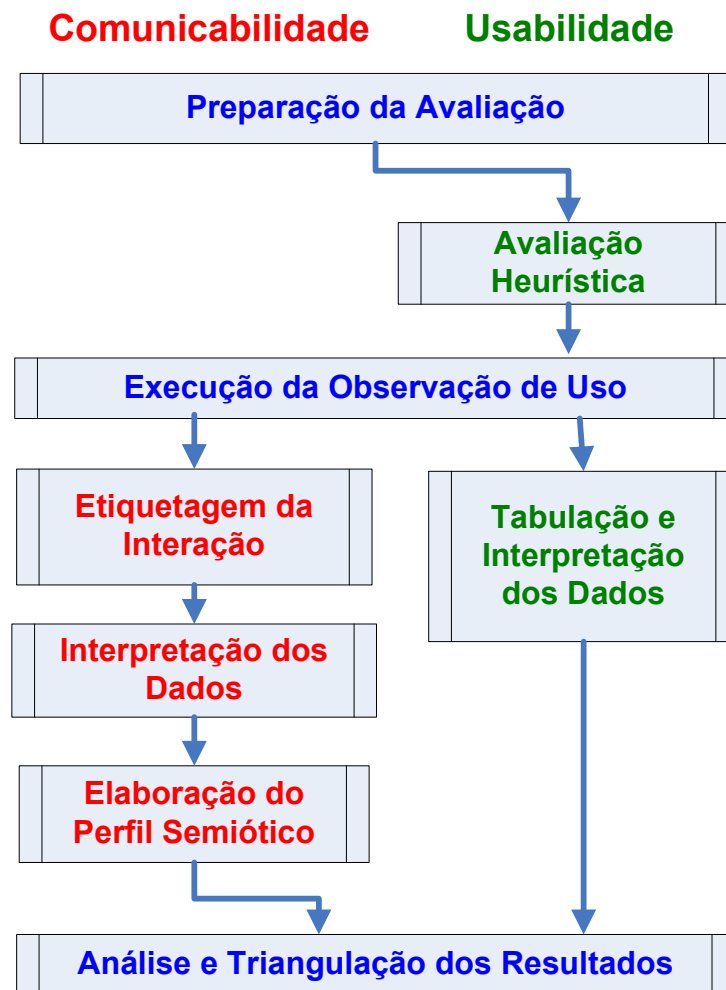 Comunicabilidade Usabilidade
Preparação da Avaliação
Avaliação
Heurística
Execução da Observação de Uso
Etiquetagem da
Interação
Tabulação e
Interpretação
dos Dados
Interpretação dos
Dados
Elaboração do
Perfil Semiótico
Análise e Triangulação dos Resultados